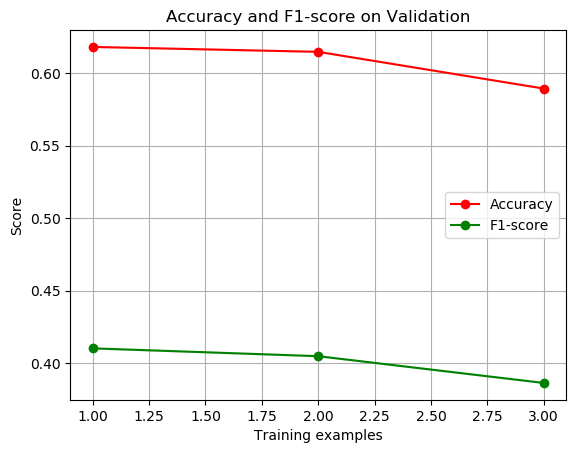 Accuracy and F1-score on Validation
Score
0.60
0.55
0.50
0.45
0.40
Accuracy
F1-score
1.00 1.25 1.50 1.75 2.00 2.25 2.50 2.75 3.00
Training examples